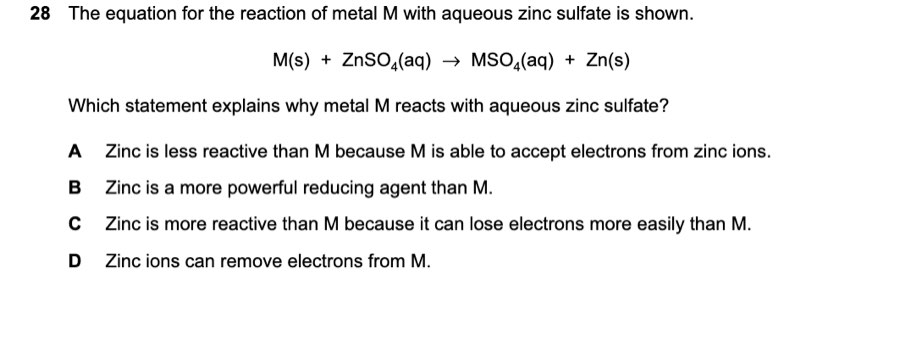 28 The equation for the reaction of metal M with aqueous zinc sulfate is shown.
M(s) + ZnSO₄(aq) → MSO₄(aq) + Zn(s)
Which statement explains why metal M reacts with aqueous zinc sulfate?
A Zinc is less reactive than M because M is able to accept electrons from zinc ions.
B Zinc is a more powerful reducing agent than M.
C Zinc is more reactive than M because it can lose electrons more easily than M.
D Zinc ions can remove electrons from M.